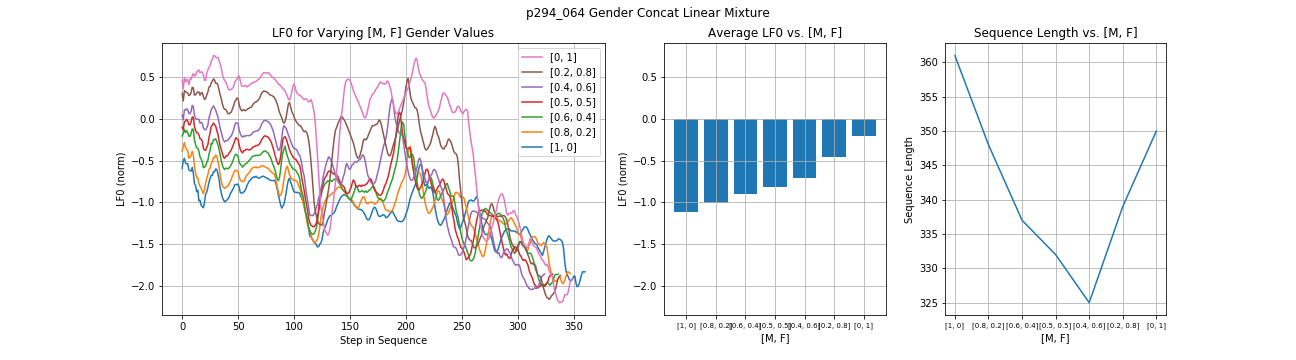 p294_064 Gender Concat Linear Mixture
LF0 for Varying [M, F] Gender Values
LF0 (norm)
0.5
0.0
−0.5
−1.0
−1.5
−2.0
[0, 1]
[0.2, 0.8]
[0.4, 0.6]
[0.5, 0.5]
[0.6, 0.4]
[0.8, 0.2]
[1, 0]
0 50 100 150 200 250 300 350
Step in Sequence
Average LF0 vs. [M, F]
LF0 (norm)
0.5
0.0
−0.5
−1.0
−1.5
−2.0
[1, 0] [0.8, 0.2] [0.6, 0.4] [0.5, 0.5] [0.4, 0.6] [0.2, 0.8] [0, 1]
[M, F]
Sequence Length vs. [M, F]
Sequence Length
360
355
350
345
340
335
330
325
[1, 0] [0.8, 0.2] [0.6, 0.4] [0.5, 0.5] [0.4, 0.6] [0.2, 0.8] [0, 1]
[M, F]